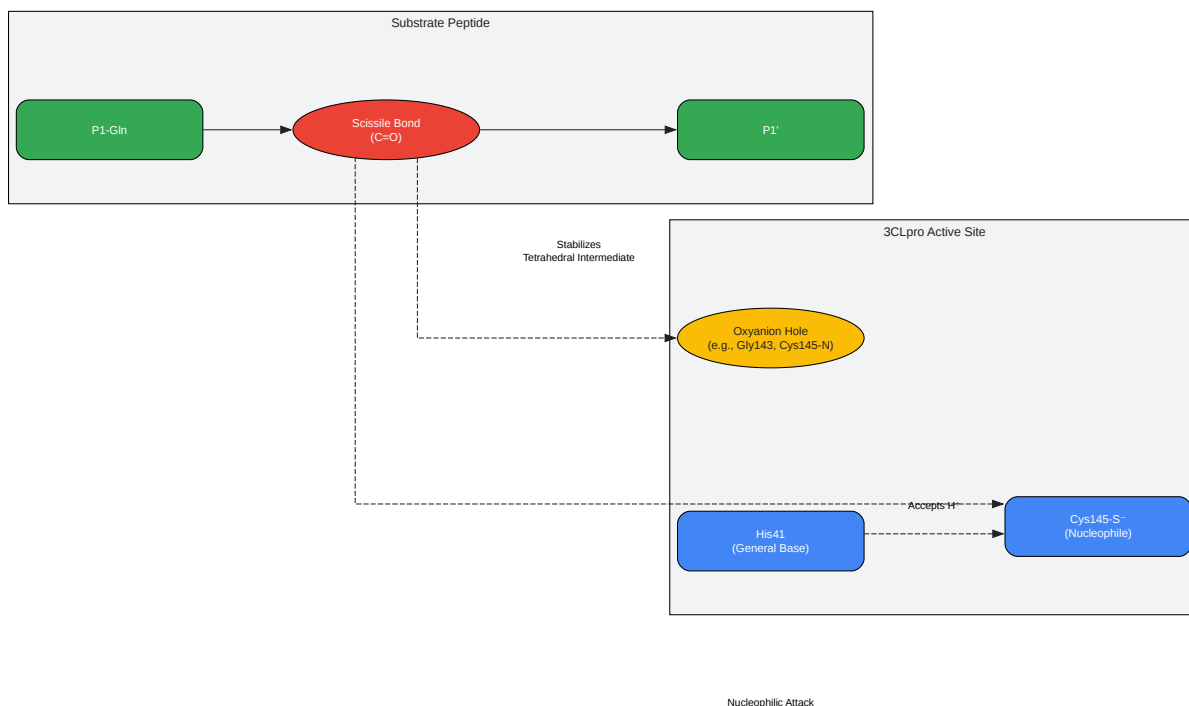 Substrate Peptide
P1-Gln
Scissile Bond
(C=O)
P1'
3CLpro Active Site
Stabilizes
Tetrahedral Intermediate
Oxyanion Hole
(e.g., Gly143, Cys145-N)
Accepts H⁺
His41
(General Base)
Cys145-S⁻
(Nucleophile)
Nucleophilic Attack